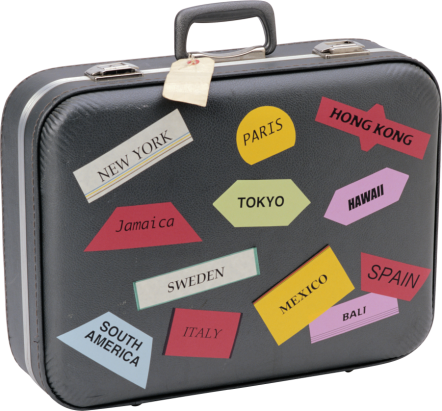 NEW YORK
PARIS
HONG KONG
Jamaica
TOKYO
HAWAII
SWEDEN
MEXICO
SPAIN
SOUTH
AMERICA
ITALY
BALI